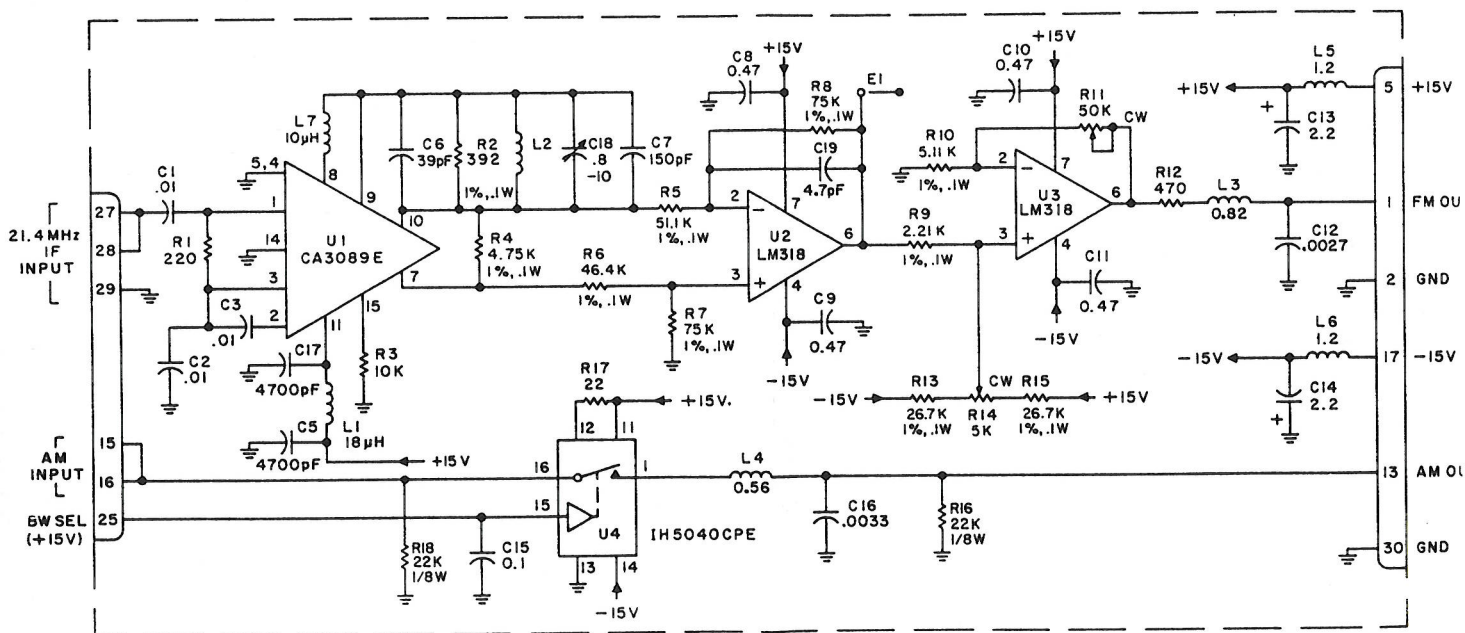 27
28
29
21.4MHz
IF
INPUT
C1
.01
R1
220
C2
.01
C3
.01
5,4
1
14
3
2
U1
CA3089E
8
9
10
7
15
11
L7
10µH
C6
39pF
R2
392
1%,.1W
L2
C18
.8
-10
C7
150pF
R4
4.75K
1%,.1W
R3
10K
C17
4700pF
L1
18µH
C5
4700pF
+15V
R5
51.1K
1%,.1W
R6
46.4K
1%,.1W
R7
75K
1%,.1W
C8
0.47
+15V
R8
75K
1%,.1W
E1
C19
4.7pF
2
3
7
U2
LM318
6
4
C9
0.47
-15V
R9
2.21K
1%,.1W
R10
5.11K
1%,.1W
C10
0.47
+15V
R11
50K
CW
2
3
7
U3
LM318
6
4
C11
0.47
-15V
R12
470
L3
0.82
C12
.0027
L5
1.2
+15V
C13
2.2
+
5
+15V
1
FM OU
2
GND
L6
1.2
-15V
C14
2.2
+
17
-15V
-15V
R13
26.7K
1%,.1W
CW
R14
5K
R15
26.7K
1%,.1W
+15V
AM
INPUT
15
16
BW SEL
(+15V)
25
R18
22K
1/8W
C15
0.1
R17
22
+15V.
12
11
16
1
15
U4
13
14
-15V
IH5040CPE
L4
0.56
C16
.0033
R16
22K
1/8W
13
AM OU
30
GND